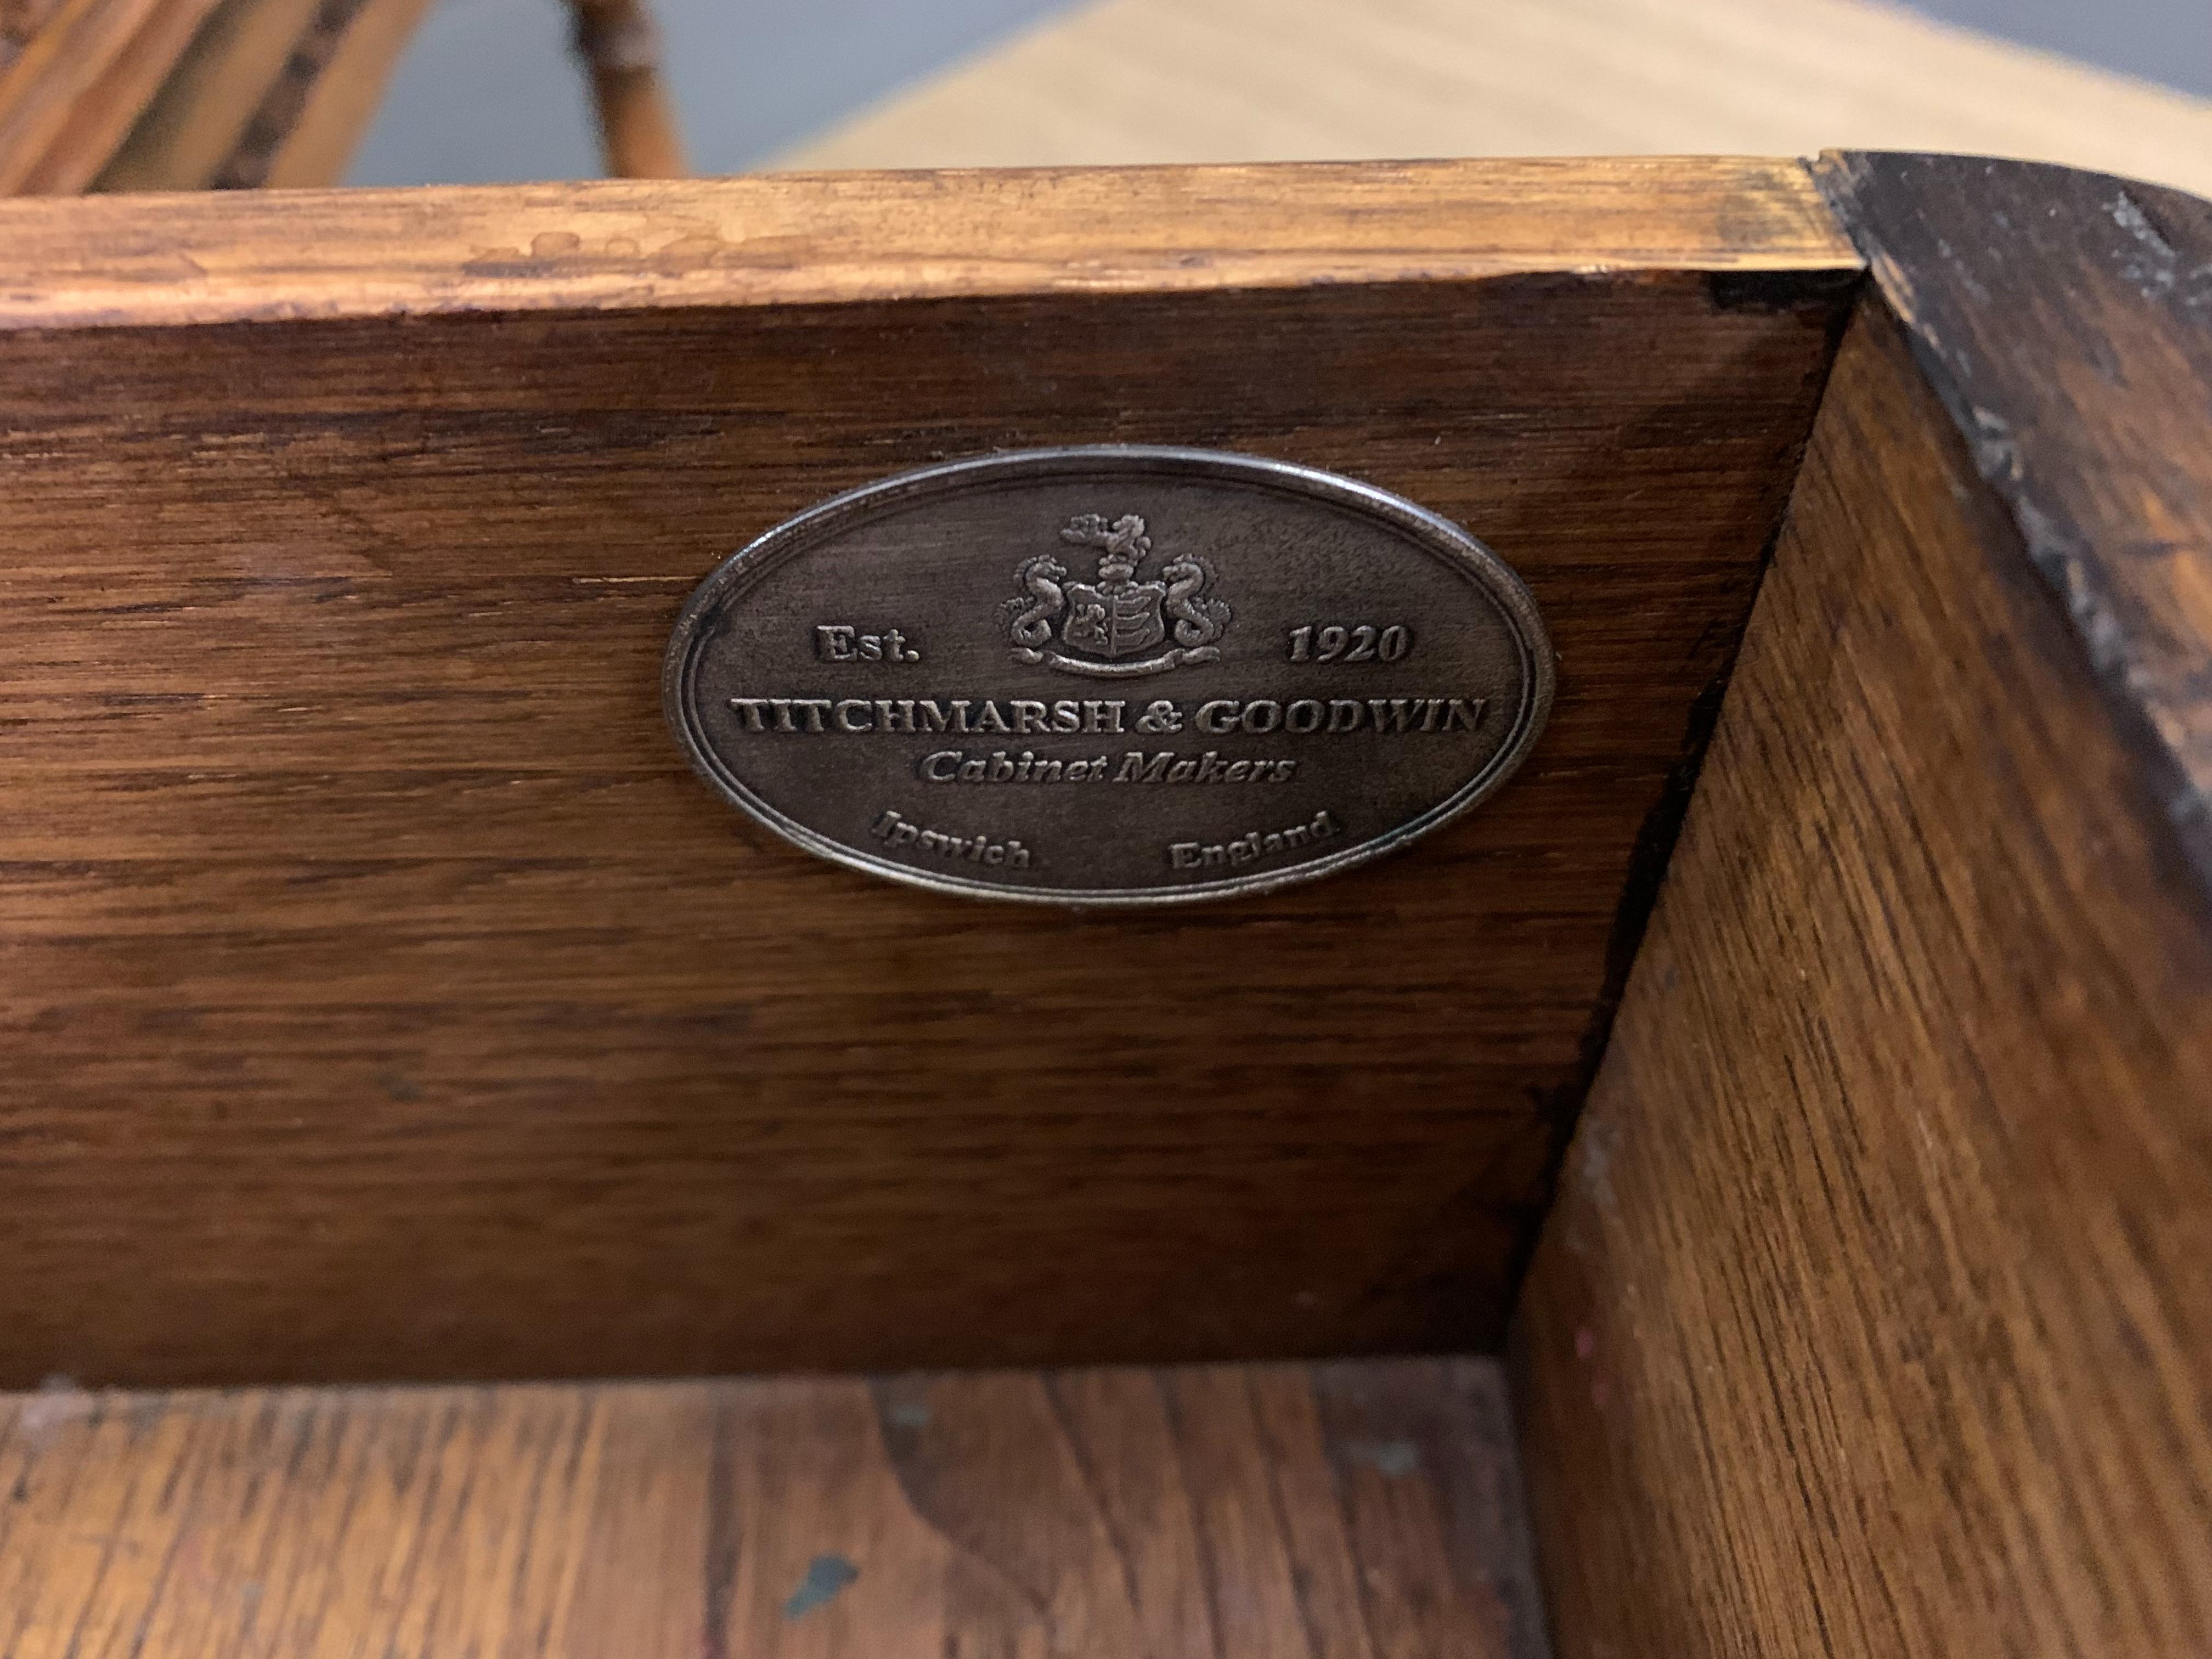 Est. 1920
TITCHMARSH & GOODWIN
Cabinet Makers
Ipswich England